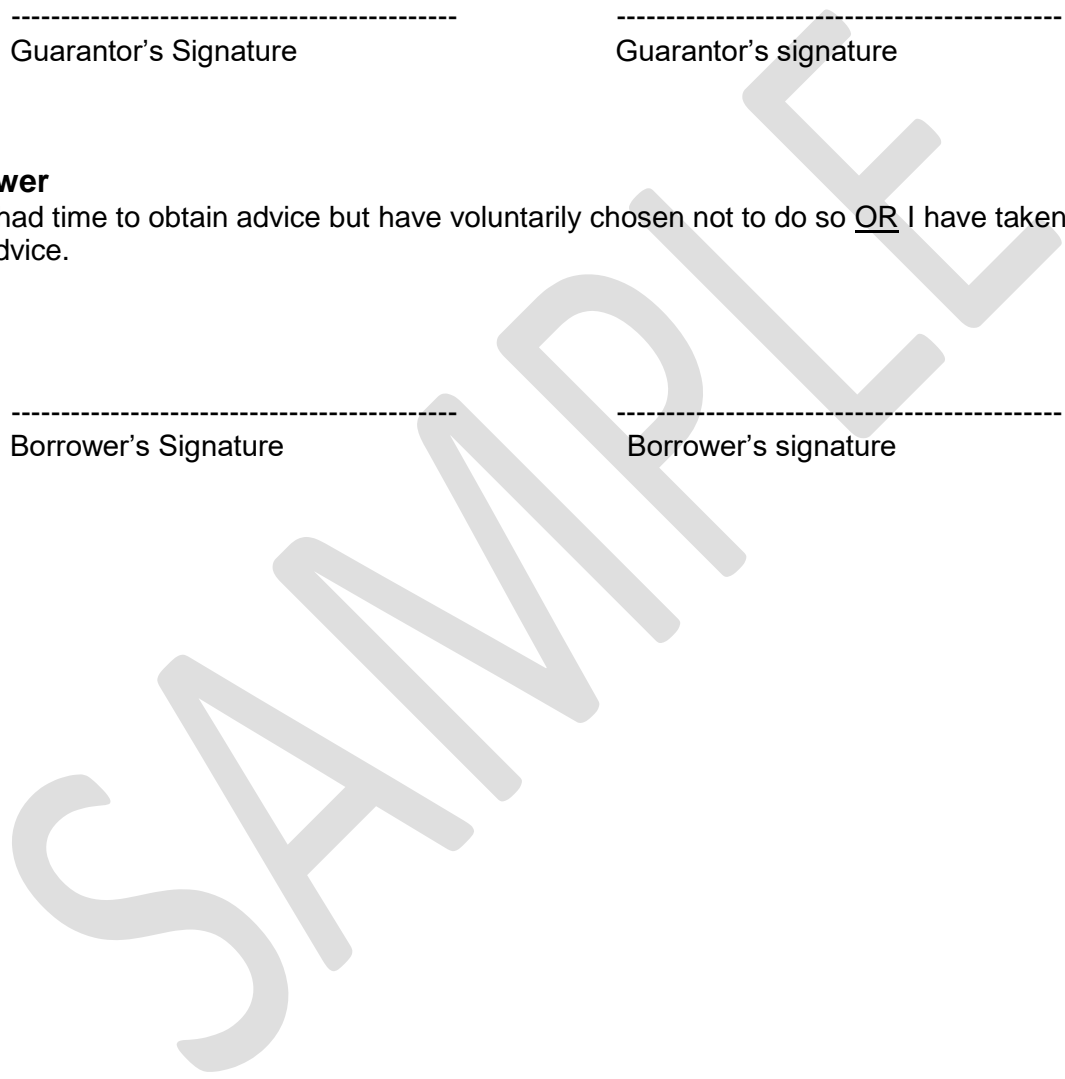 --------------------------------------------- ---------------------------------------------
Guarantor’s Signature Guarantor’s signature
wer
had time to obtain advice but have voluntarily chosen not to do so OR I have taken
dvice.
--------------------------------------------- ---------------------------------------------
Borrower’s Signature Borrower’s signature
SAMPLE